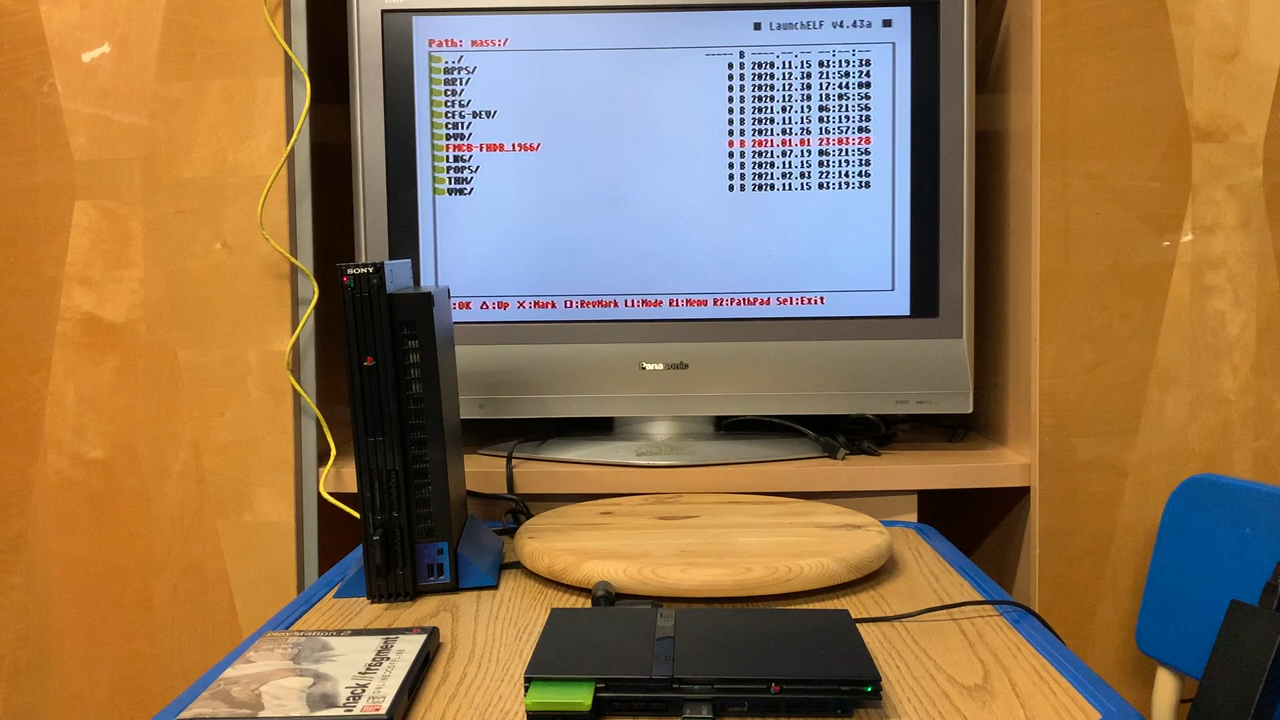 ■ LaunchELF v4.43a ■
Path: mass:/
../ ----- B ----.--.-- --:--:--
APPS/ 0 B 2020.11.15 03:19:38
ART/ 0 B 2020.12.30 21:50:24
CD/ 0 B 2020.12.30 17:44:00
CFG/ 0 B 2020.12.30 18:05:56
CFG-DEV/ 0 B 2021.07.19 06:21:56
CHT/ 0 B 2020.11.15 03:19:38
DVD/ 0 B 2021.03.26 16:57:06
FMCB-FHDB_1966/ 0 B 2021.01.01 23:03:28
LNG/ 0 B 2021.07.19 06:21:56
POPS/ 0 B 2020.11.15 03:19:38
THM/ 0 B 2021.02.03 22:14:46
VMC/ 0 B 2020.11.15 03:19:38
:OK △:Up X:Mark □:RevMark L1:Mode R1:Menu R2:PathPad Sel:Exit
Panasonic
SONY
PlayStation 2
.hack//frägment